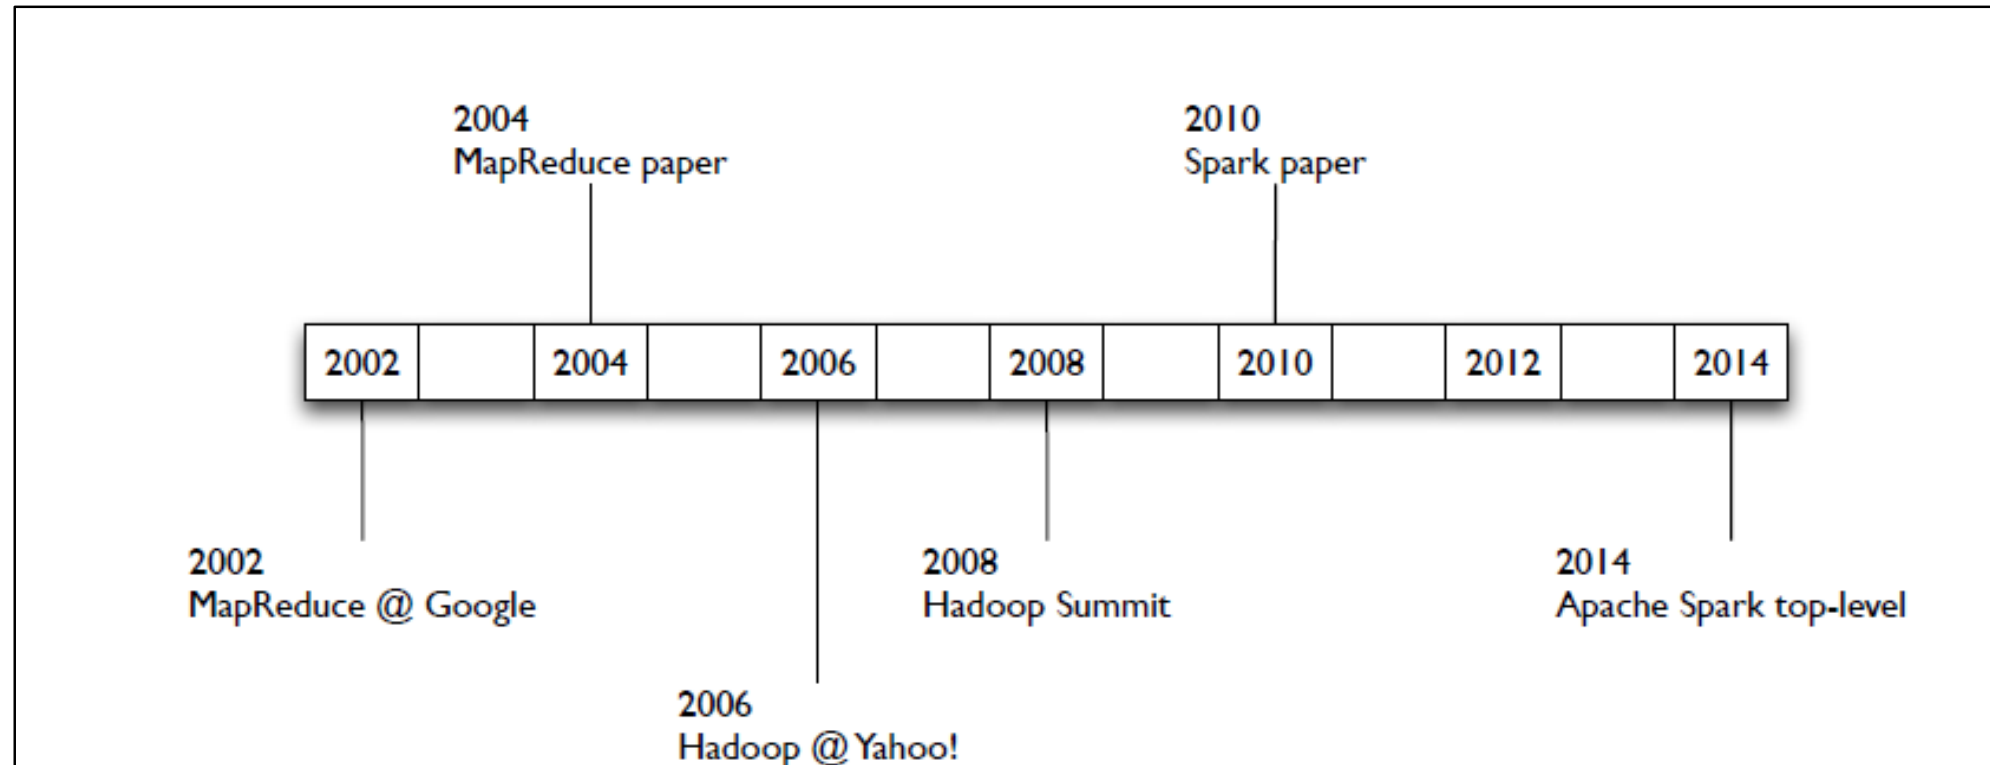 2004
MapReduce paper
2010
Spark paper
2002 2004 2006 2008 2010 2012 2014
2002
MapReduce @ Google
2008
Hadoop Summit
2014
Apache Spark top-level
2006
Hadoop @ Yahoo!